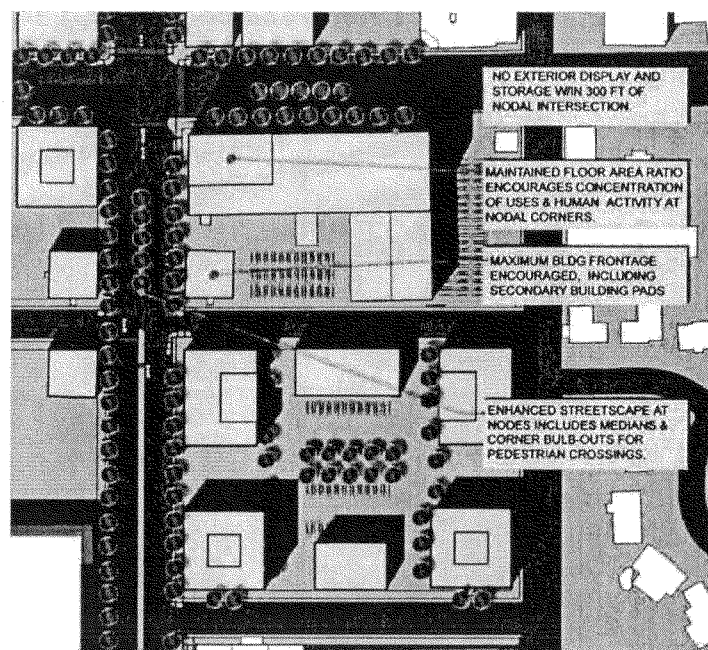 NO EXTERIOR DISPLAY AND
STORAGE W/IN 300 FT OF
NODAL INTERSECTION.
MAINTAINED FLOOR AREA RATIO
ENCOURAGES CONCENTRATION
OF USES & HUMAN ACTIVITY AT
NODAL CORNERS.
MAXIMUM BLDG FRONTAGE
ENCOURAGED, INCLUDING
SECONDARY BUILDING PADS
ENHANCED STREETSCAPE AT
NODES INCLUDES MEDIANS &
CORNER BULB-OUTS FOR
PEDESTRIAN CROSSINGS.